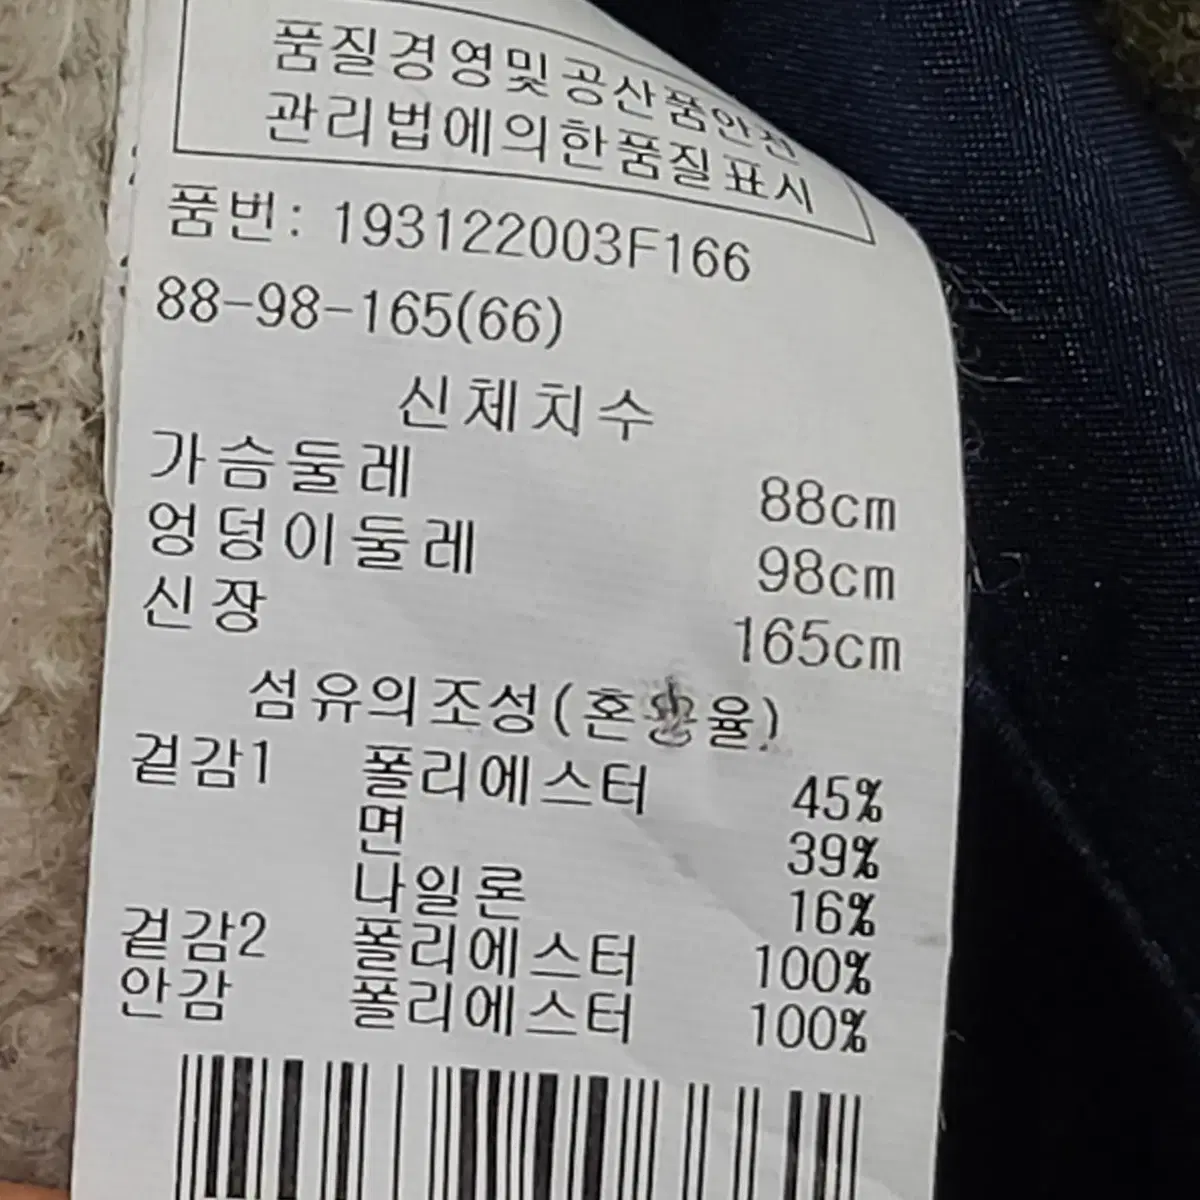 품질경영및공산품안전
관리법에의한품질표시
품번: 193122003F166
88-98-165(66)
신체치수
가슴둘레 88cm
엉덩이둘레 98cm
신장 165cm
섬유의조성(혼용율)
겉감1 폴리에스터 45%
면 39%
나일론 16%
겉감2 폴리에스터 100%
안감 폴리에스터 100%